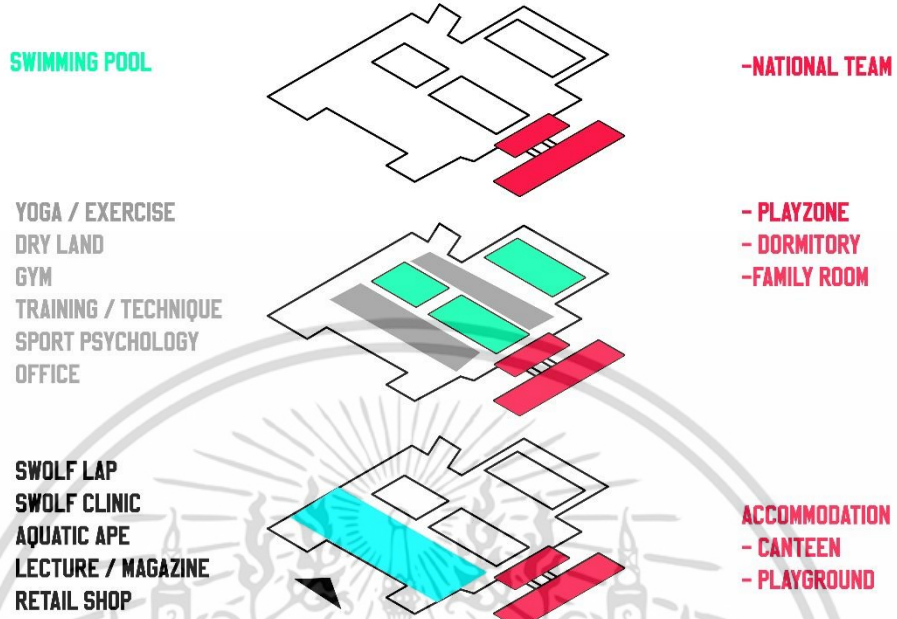 SWIMMING POOL
-NATIONAL TEAM
YOGA / EXERCISE
DRY LAND
GYM
TRAINING / TECHNIQUE
SPORT PSYCHOLOGY
OFFICE
- PLAYZONE
- DORMITORY
-FAMILY ROOM
SWOLF LAP
SWOLF CLINIC
AQUATIC APE
LECTURE / MAGAZINE
RETAIL SHOP
ACCOMMODATION
- CANTEEN
- PLAYGROUND